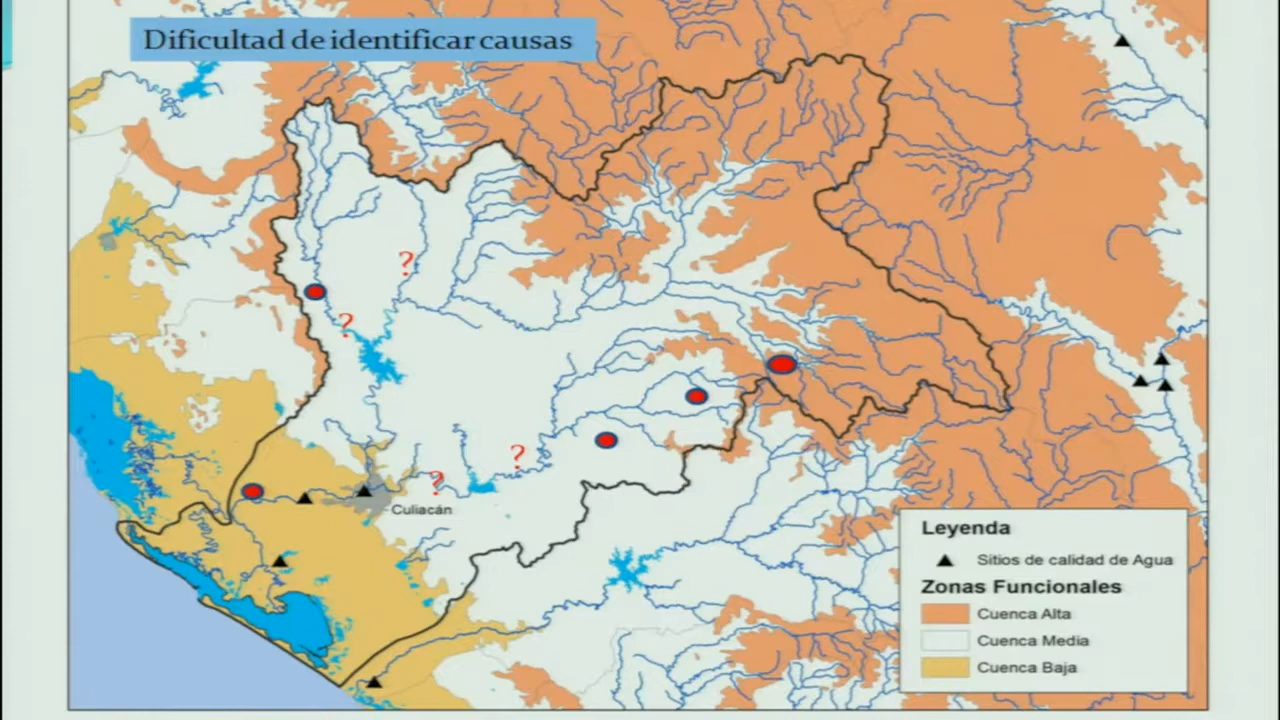 Dificultad de identificar causas
?
?
?
?
Culiacán
Leyenda
Sitios de calidad de Agua
Zonas Funcionales
Cuenca Alta
Cuenca Media
Cuenca Baja